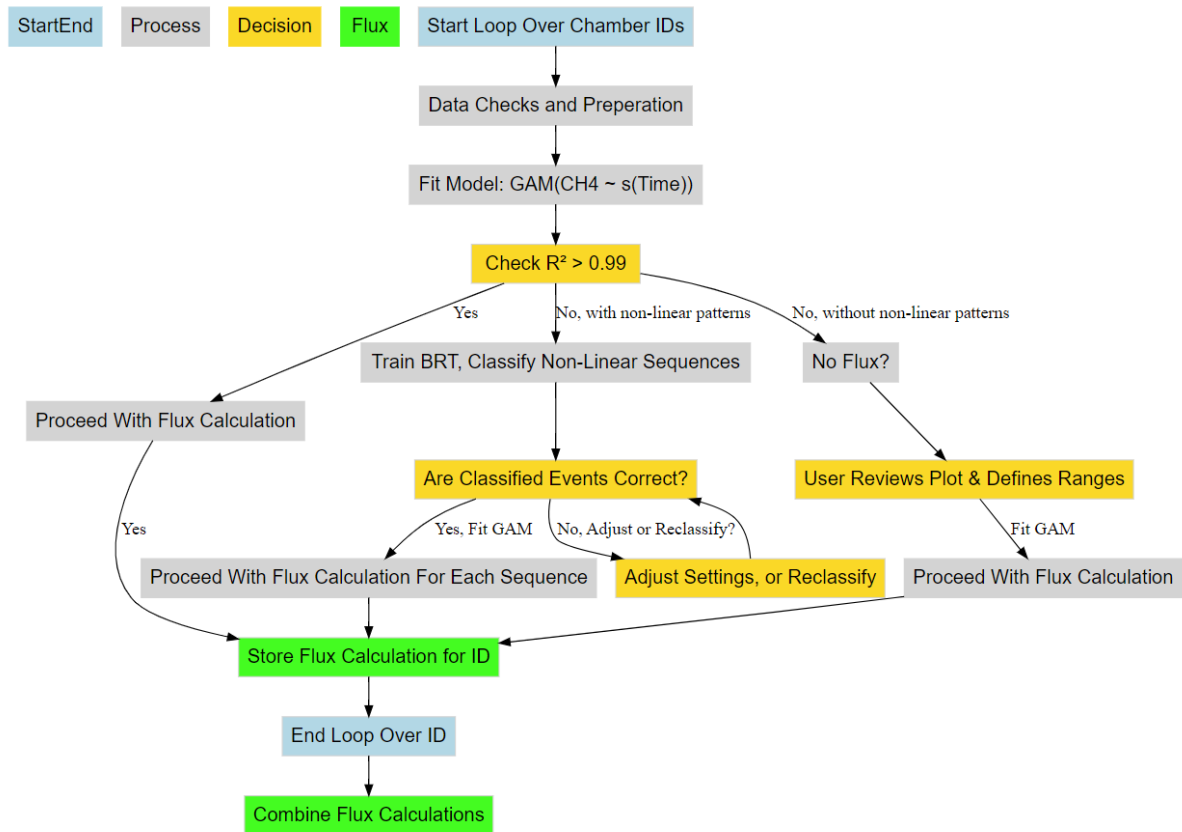 StartEnd
Process
Decision
Flux
Start Loop Over Chamber IDs
Data Checks and Preperation
Fit Model: GAM(CH4 ~ s(Time))
Check R² > 0.99
Yes
No, with non-linear patterns
No, without non-linear patterns
Train BRT, Classify Non-Linear Sequences
No Flux?
Proceed With Flux Calculation
Are Classified Events Correct?
User Reviews Plot & Defines Ranges
Yes
Yes, Fit GAM
No, Adjust or Reclassify?
Fit GAM
Proceed With Flux Calculation For Each Sequence
Adjust Settings, or Reclassify
Proceed With Flux Calculation
Store Flux Calculation for ID
End Loop Over ID
Combine Flux Calculations